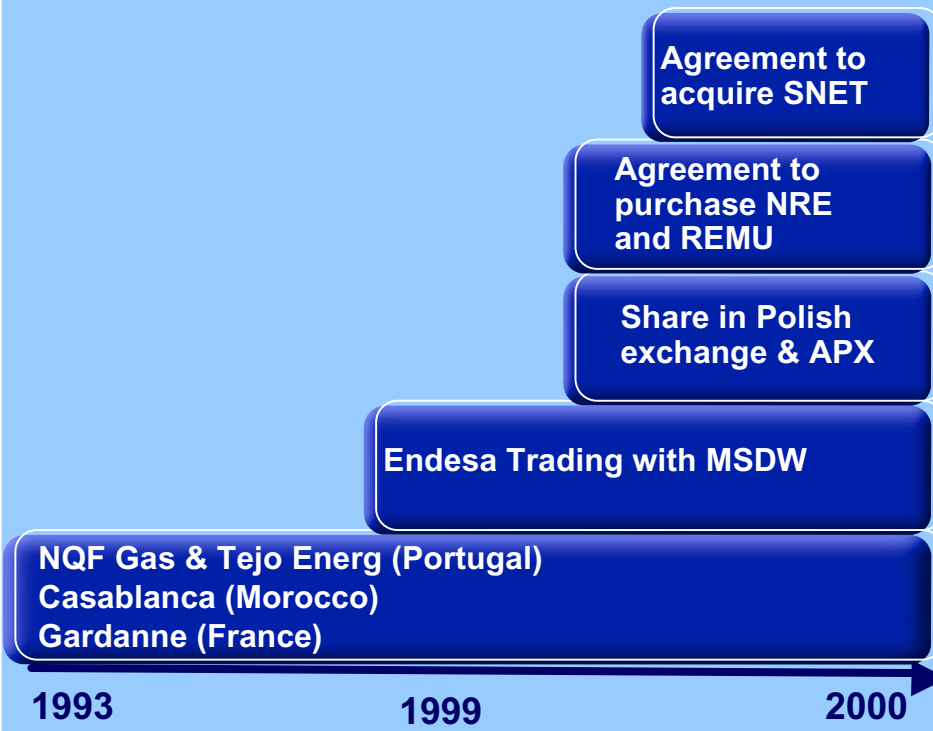 Agreement to
acquire SNET
Agreement to
purchase NRE
and REMU
Share in Polish
exchange & APX
Endesa Trading with MSDW
NQF Gas & Tejo Energ (Portugal)
Casablanca (Morocco)
Gardanne (France)
1993
1999
2000